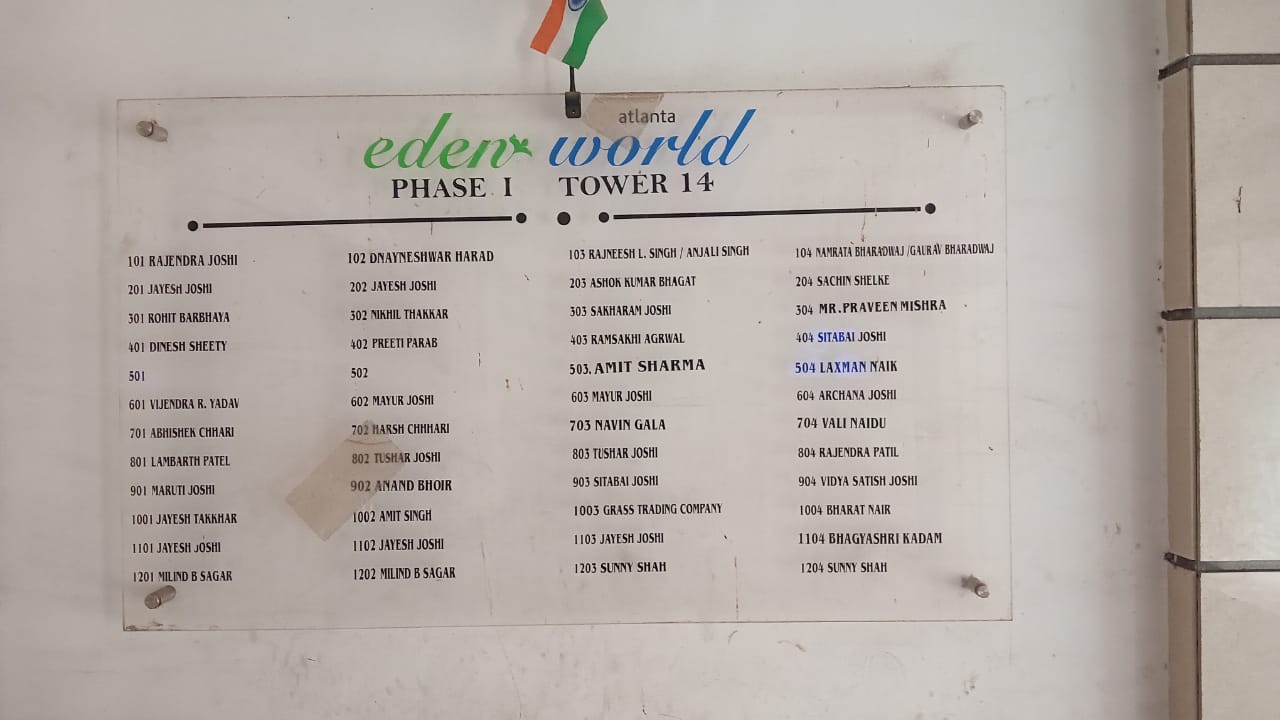 atlanta
eden world
PHASE I TOWER 14
101 RAJENDRA JOSHI 102 DNAYNESHWAR HARAD 103 RAJNEESH L. SINGH / ANJALI SINGH 104 NAMRATA BHARADWAJ /GAURAV BHARADWAJ
201 JAYESH JOSHI 202 JAYESH JOSHI 203 ASHOK KUMAR BHAGAT 204 SACHIN SHELKE
301 ROHIT BARBHAYA 302 NIKHIL THAKKAR 303 SAKHARAM JOSHI 304 MR.PRAVEEN MISHRA
401 DINESH SHEETY 402 PREETI PARAB 403 RAMSAKHI AGRWAL 404 SITABAI JOSHI
501 502 503. AMIT SHARMA 504 LAXMAN NAIK
601 VIJENDRA R. YADAV 602 MAYUR JOSHI 603 MAYUR JOSHI 604 ARCHANA JOSHI
701 ABHISHEK CHHARI 702 HARSH CHHHARI 703 NAVIN GALA 704 VALI NAIDU
801 LAMBARTH PATEL 802 TUSHAR JOSHI 803 TUSHAR JOSHI 804 RAJENDRA PATIL
901 MARUTI JOSHI 902 ANAND BHOIR 903 SITABAI JOSHI 904 VIDYA SATISH JOSHI
1001 JAYESH TAKKHAR 1002 AMIT SINGH 1003 GRASS TRADING COMPANY 1004 BHARAT NAIR
1101 JAYESH JOSHI 1102 JAYESH JOSHI 1103 JAYESH JOSHI 1104 BHAGYASHRI KADAM
1201 MILIND B SAGAR 1202 MILIND B SAGAR 1203 SUNNY SHAH 1204 SUNNY SHAH